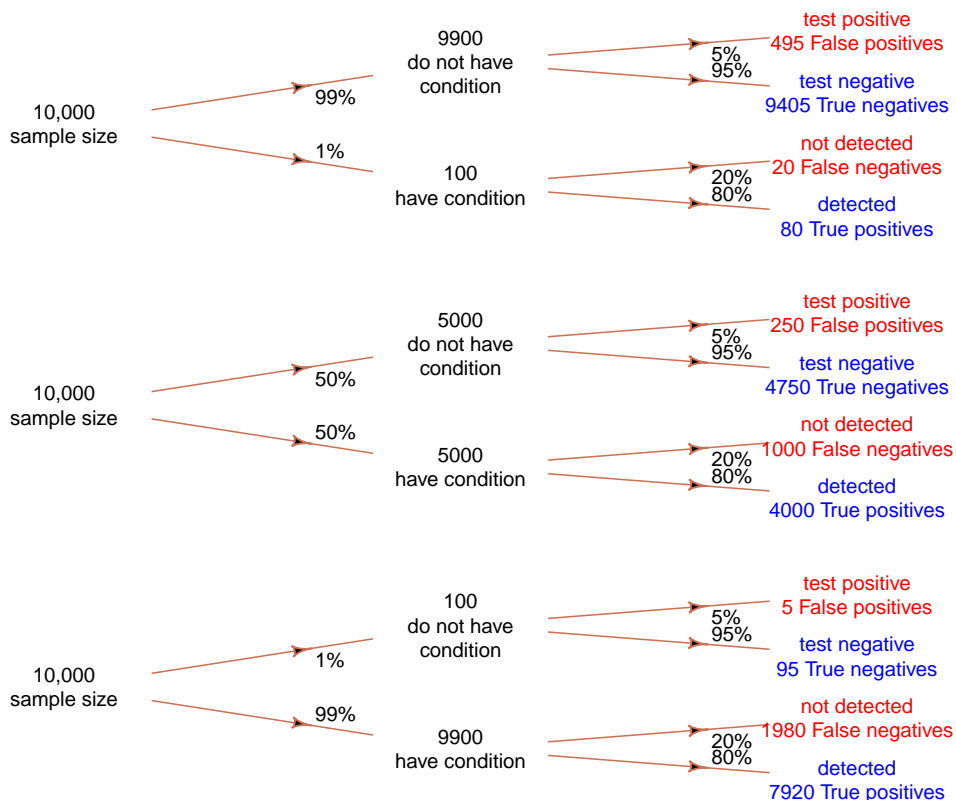 test positive
495 False positives
9900
do not have
condition
5%
95%
test negative
9405 True negatives
99%
10,000
sample size
1%
not detected
20 False negatives
100
have condition
20%
80%
detected
80 True positives
test positive
250 False positives
5000
do not have
condition
5%
95%
test negative
4750 True negatives
50%
10,000
sample size
50%
not detected
1000 False negatives
5000
have condition
20%
80%
detected
4000 True positives
test positive
5 False positives
100
do not have
condition
5%
95%
test negative
95 True negatives
1%
10,000
sample size
99%
not detected
1980 False negatives
9900
have condition
20%
80%
detected
7920 True positives